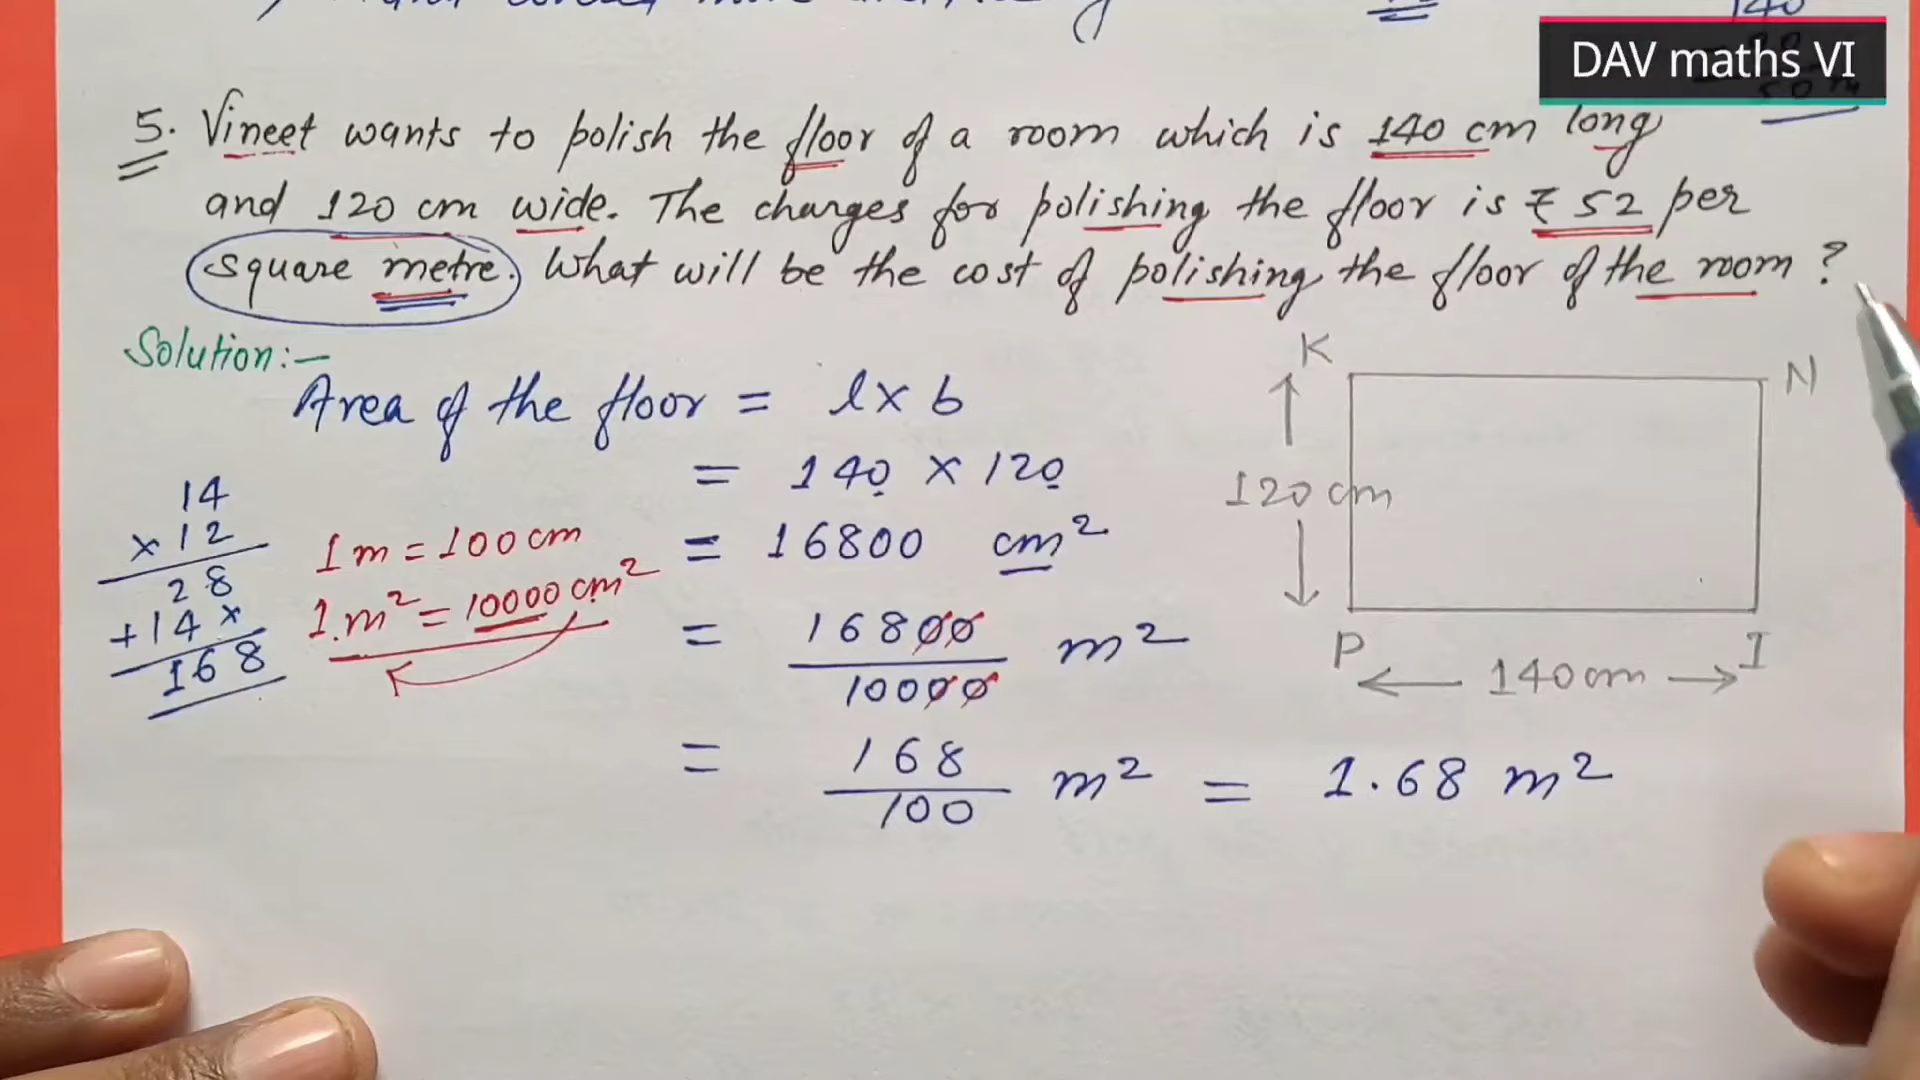 140
DAV maths VI
5. Vineet wants to polish the floor of a room which is 140 cm long
and 120 cm wide. The charges for polishing the floor is ₹ 52 per
square metre. What will be the cost of polishing the floor of the room ?
Solution:-
Area of the floor = l x b
= 140 x 120
= 16800 cm²
= 16800/10000 m²
= 168/100 m² = 1.68 m²
14
x 12
28
+14x
168
1 m = 100 cm
1.m² = 10000 cm²
K
N
120 cm
P
I
140 cm